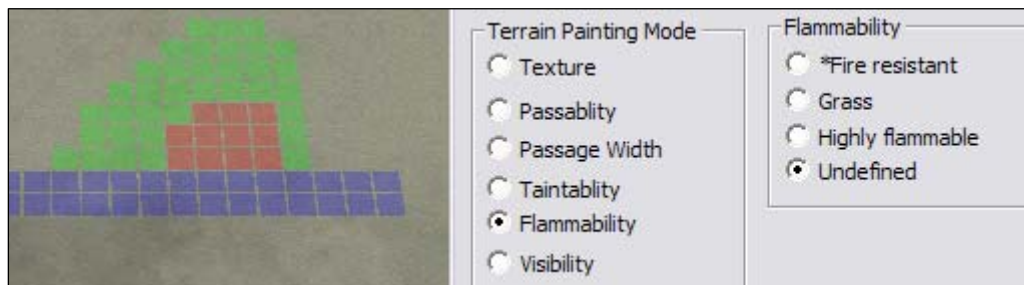 Terrain Painting Mode
Texture
Passablity
Passage Width
Taintablity
Flammability
Visibility
Flammability
*Fire resistant
Grass
Highly flammable
Undefined